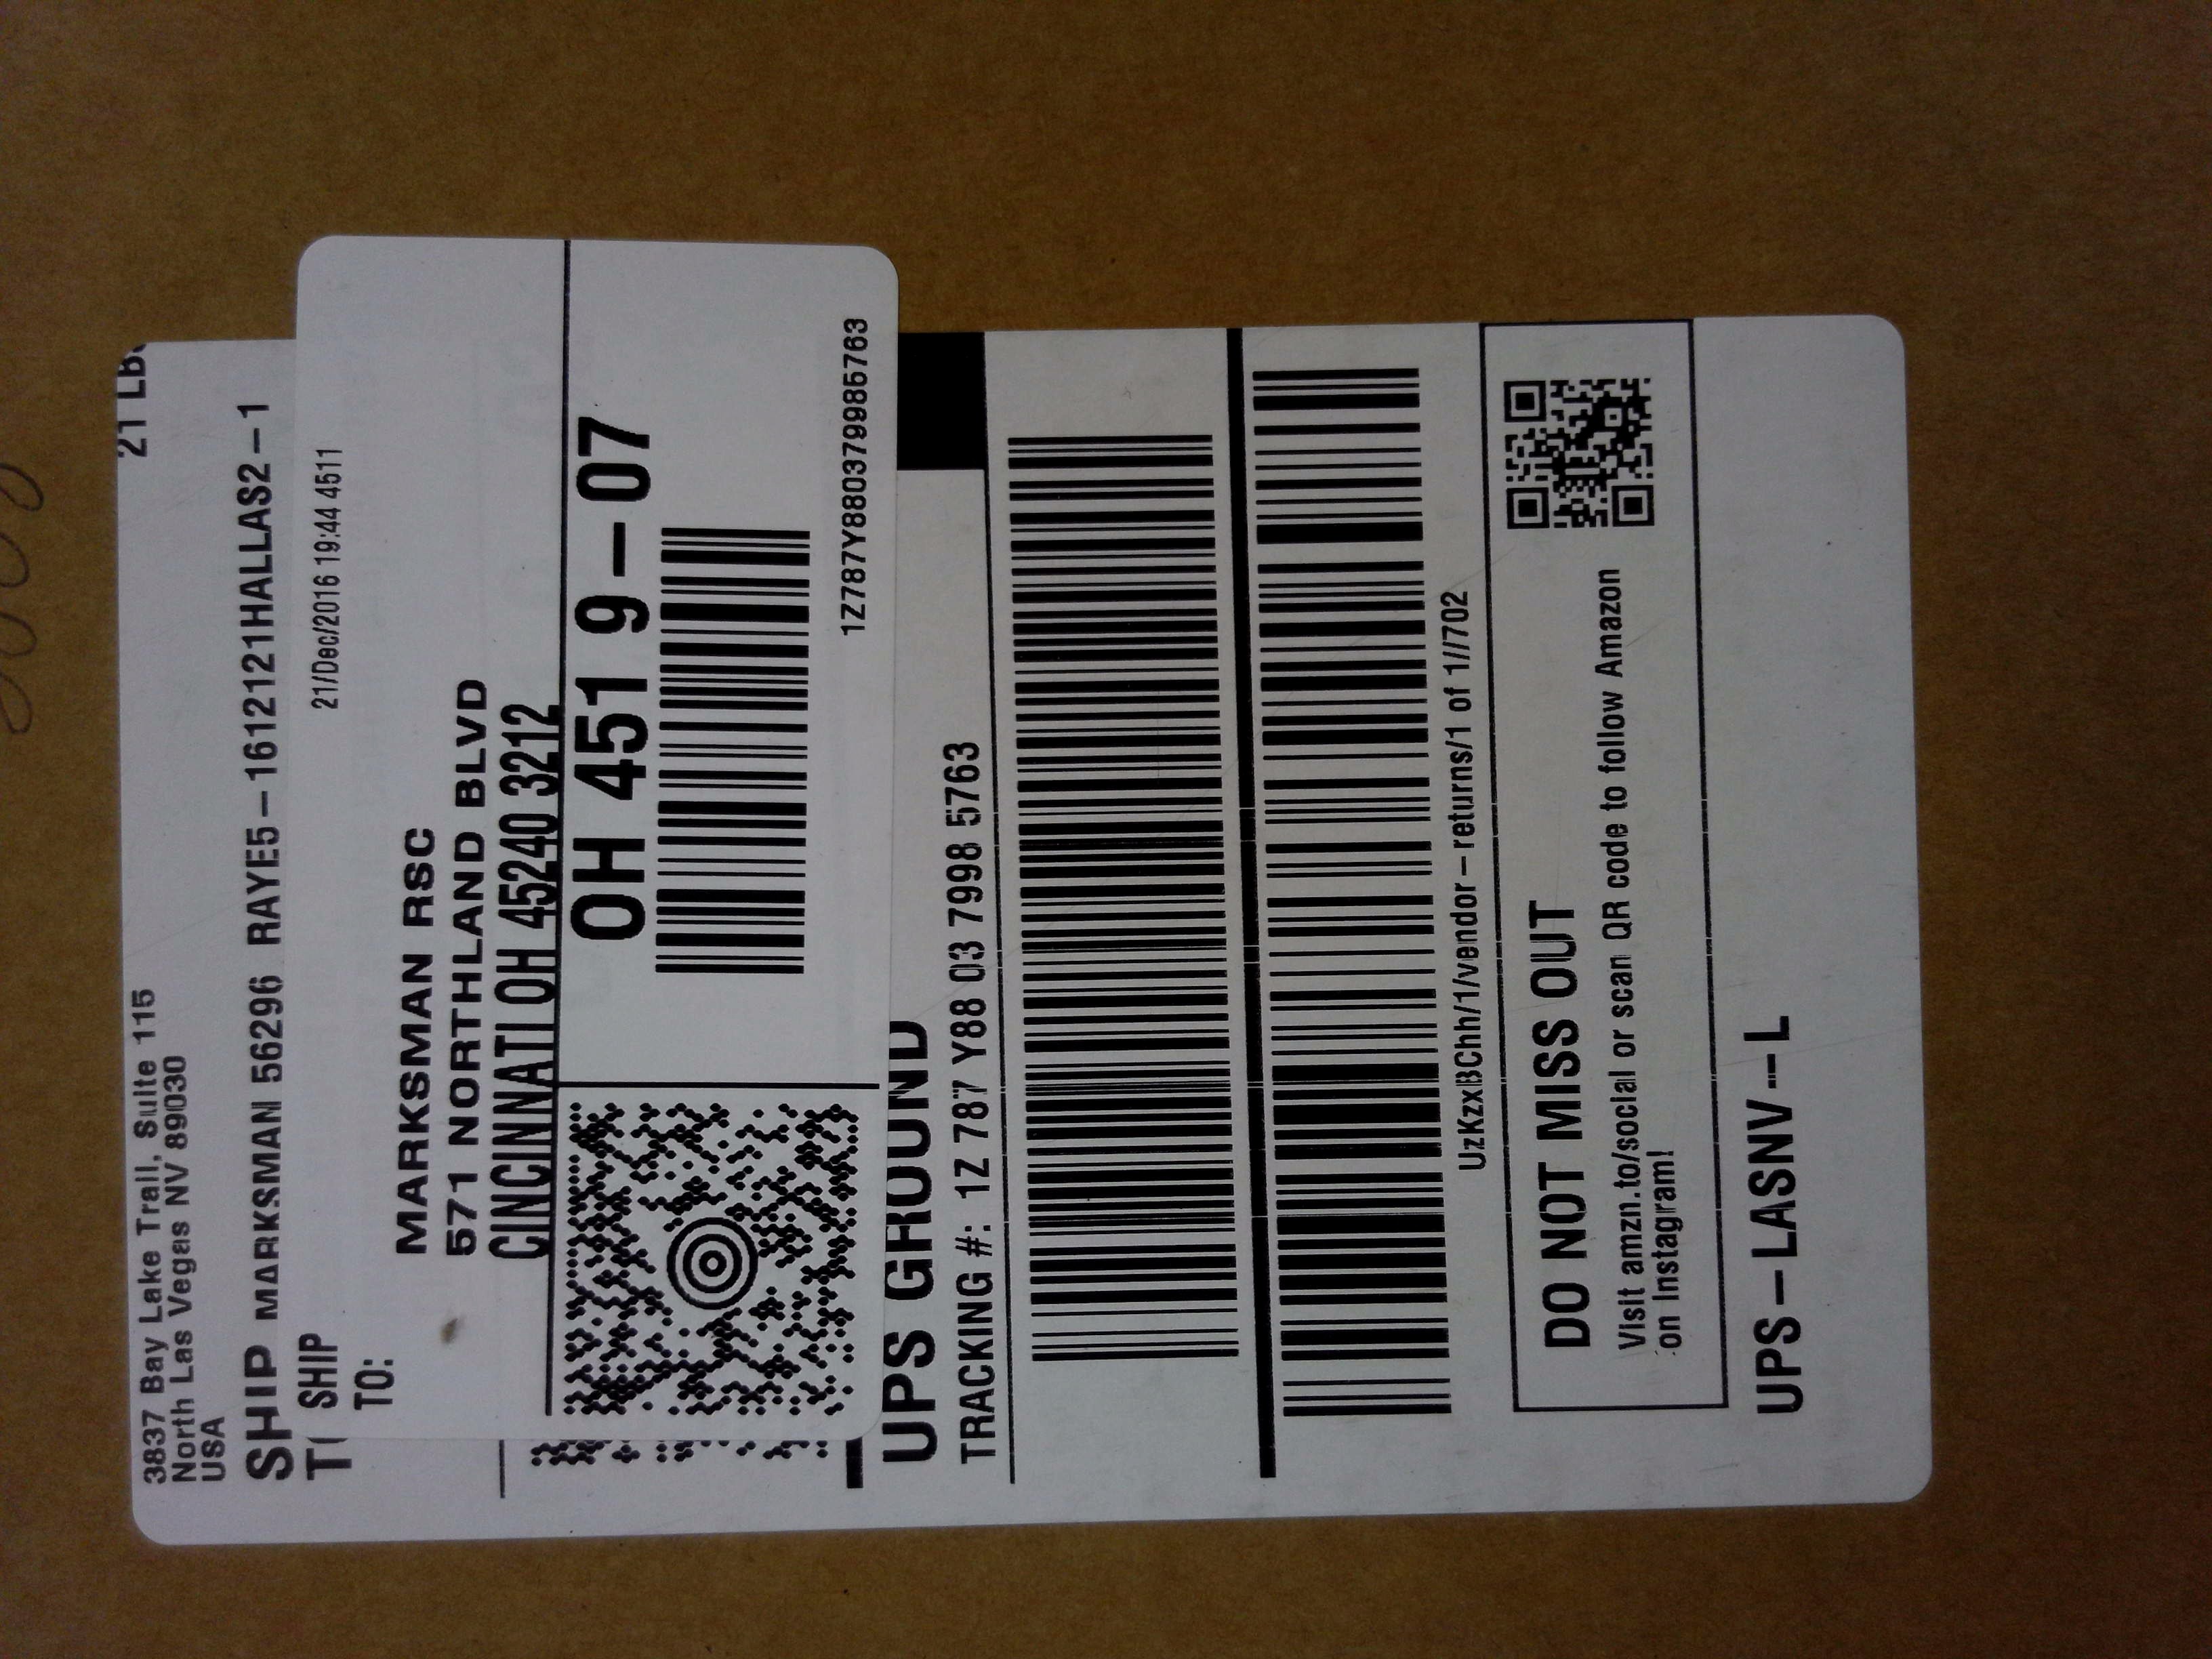 21 LBS
3837 Bay Lake Trail, Suite 115
North Las Vegas NV 89030
USA
SHIP MARKSMAN 56296 RAYE5-1612121HALLAS2-1
21/Dec/2016 19:44 4511
SHIP
TO:
MARKSMAN RSC
571 NORTHLAND BLVD
CINCINNATI OH 45240 3212
OH 451 9-07
1Z787Y880379985763
UPS GROUND
TRACKING #: 1Z 787 Y88 03 7998 5763
UzKzxBChh/1/vendor-returns/1 of 1//702
DO NOT MISS OUT
Visit amzn.to/social or scan QR code to follow Amazon
on Instagram!
UPS-LASNV--L